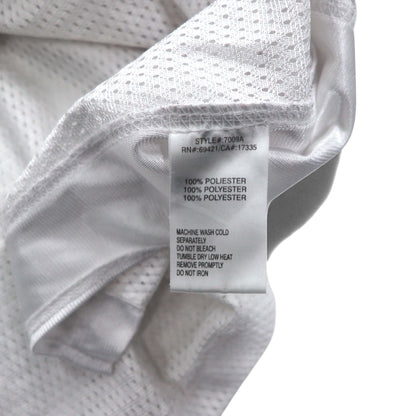 STYLE#:7009A
RN#:69421/CA#:17335
100% POLIESTER
100% POLYESTER
100% POLYESTER
MACHINE WASH COLD
SEPARATELY
DO NOT BLEACH
TUMBLE DRY LOW HEAT
REMOVE PROMPTLY
DO NOT IRON